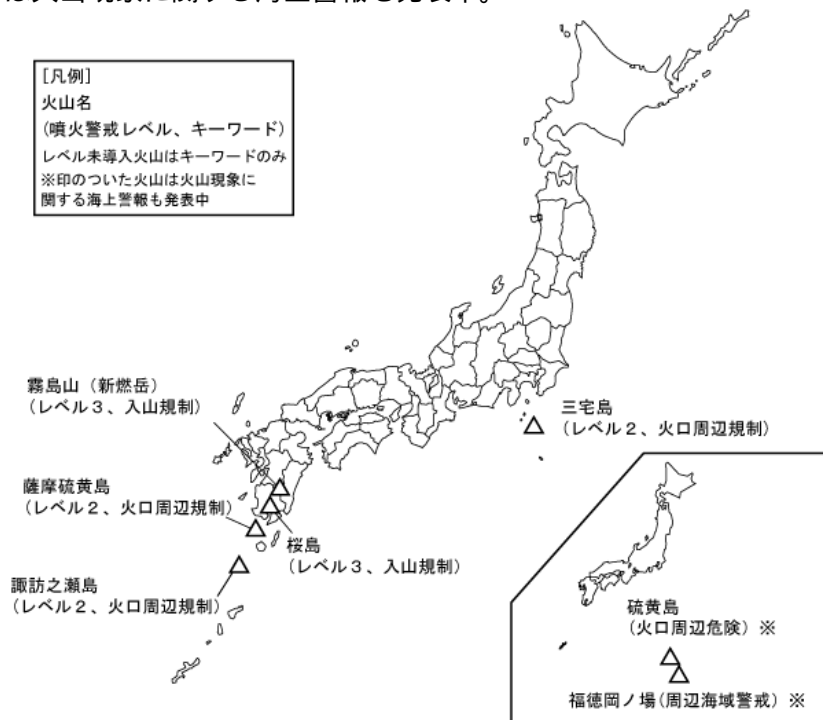 に関する海上警報も発表中。
[凡例]
火山名
(噴火警戒レベル、キーワード)
レベル未導入火山はキーワードのみ
※印のついた火山は火山現象に
関する海上警報も発表中
霧島山（新燃岳）
(レベル３、入山規制)
三宅島
(レベル２、火口周辺規制)
薩摩硫黄島
(レベル２、火口周辺規制)
桜島
(レベル３、入山規制)
諏訪之瀬島
(レベル２、火口周辺規制)
硫黄島
(火口周辺危険) ※
福徳岡ノ場(周辺海域警戒) ※